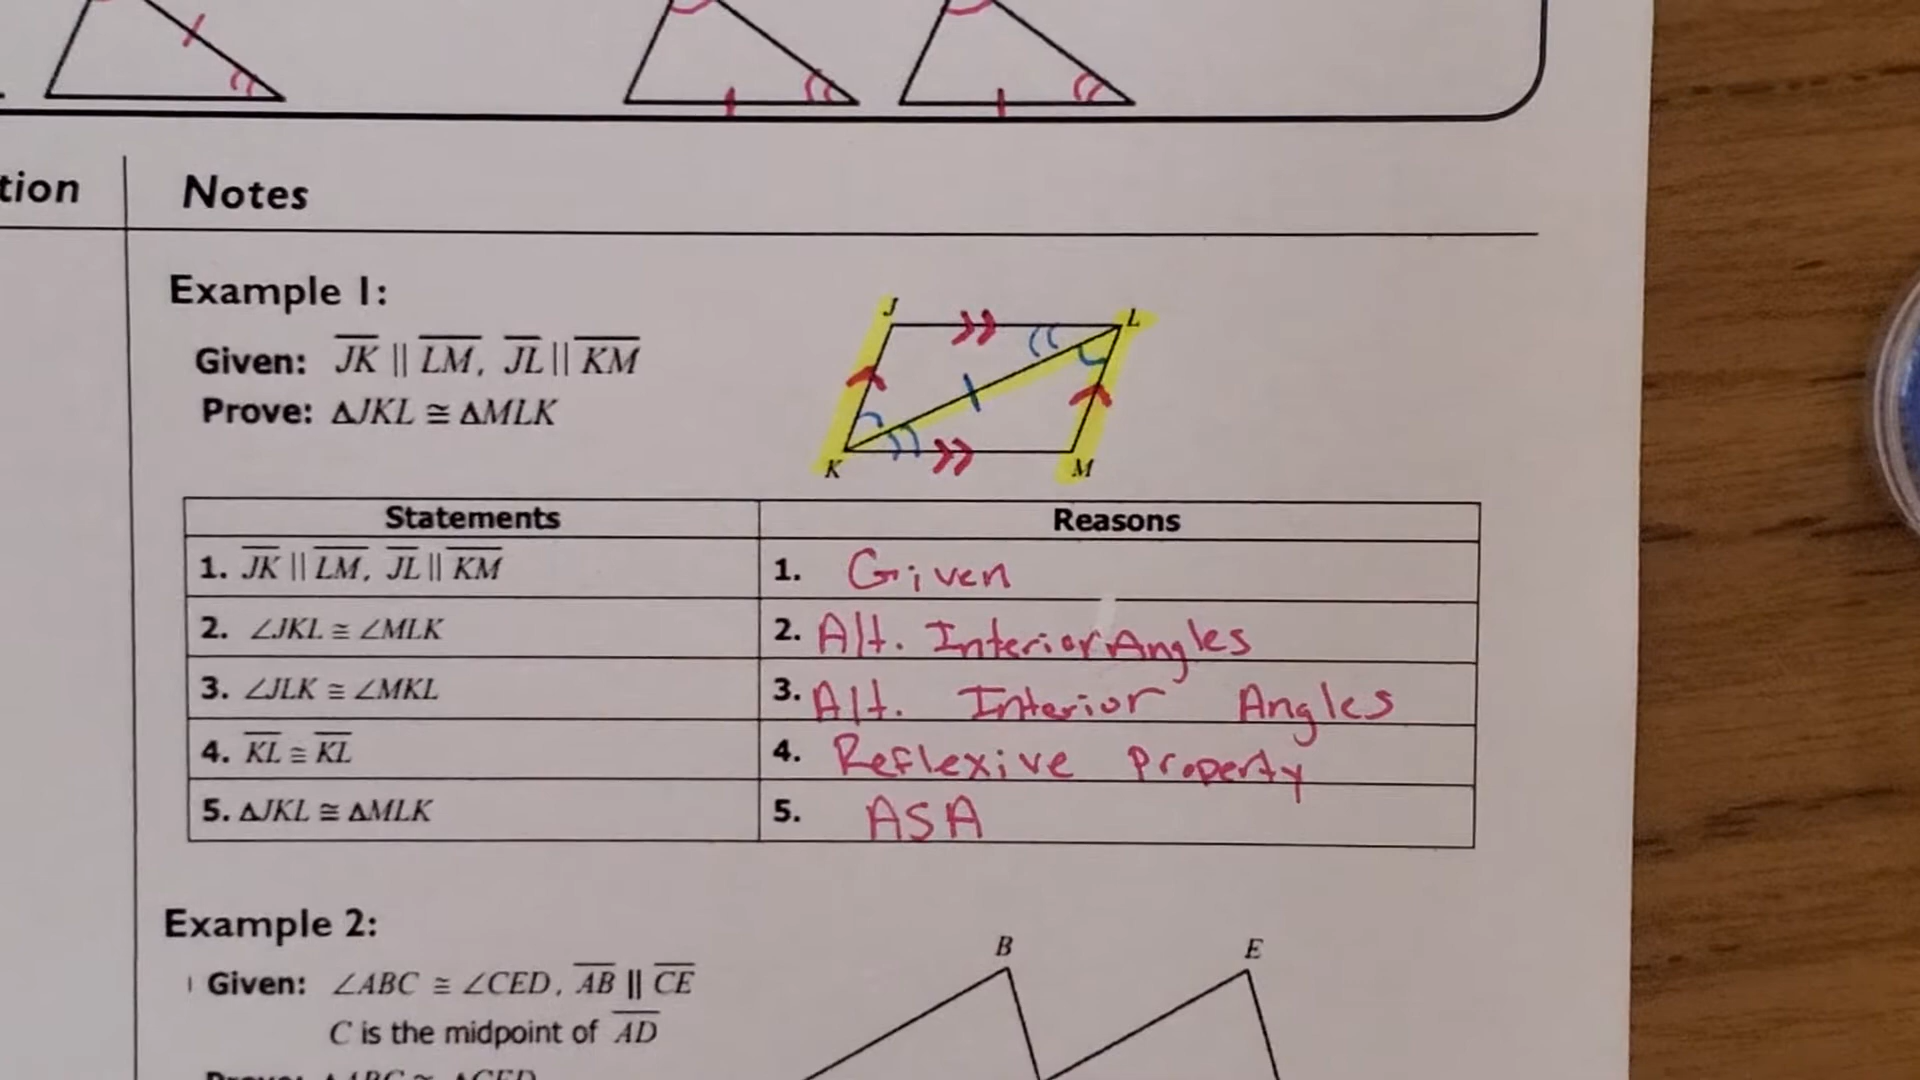 tion Notes
Example 1:
J L
Given: JK || LM, JL || KM
Prove: ΔJKL ≅ ΔMLK
K M
Statements Reasons
1. JK || LM, JL || KM 1. Given
2. ∠JKL ≅ ∠MLK 2. Alt. Interior Angles
3. ∠JLK ≅ ∠MKL 3. Alt. Interior Angles
4. KL ≅ KL 4. Reflexive Property
5. ΔJKL ≅ ΔMLK 5. ASA
Example 2:
B E
Given: ∠ABC ≅ ∠CED, AB || CE
C is the midpoint of AD
Prove: ΔABC ≅ ΔCED